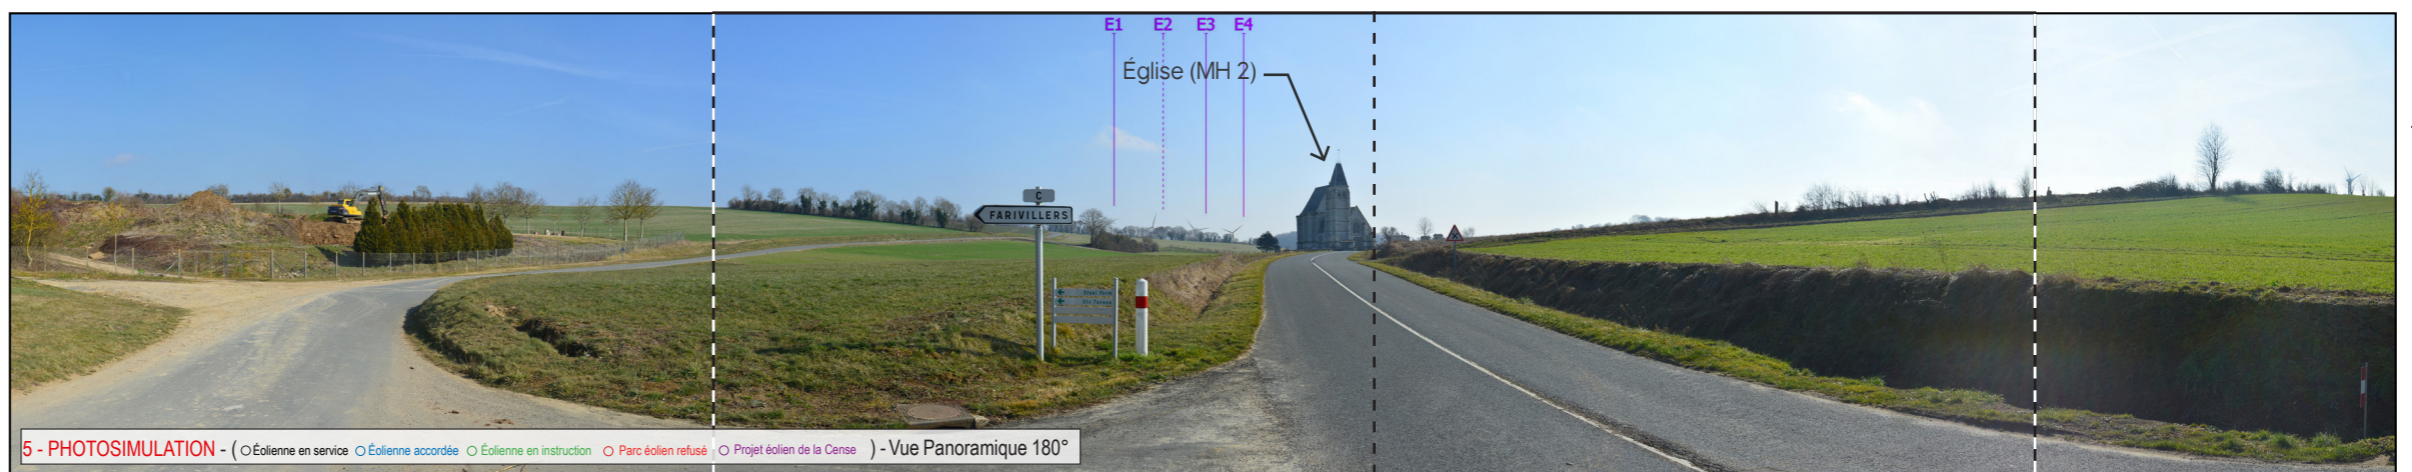 E1 E2 E3 E4
Église (MH 2)
C
FARIVILLERS
5 - PHOTOSIMULATION - ( Éolienne en service Éolienne accordée Éolienne en instruction Parc éolien refusé Projet éolien de la Cense ) - Vue Panoramique 180°